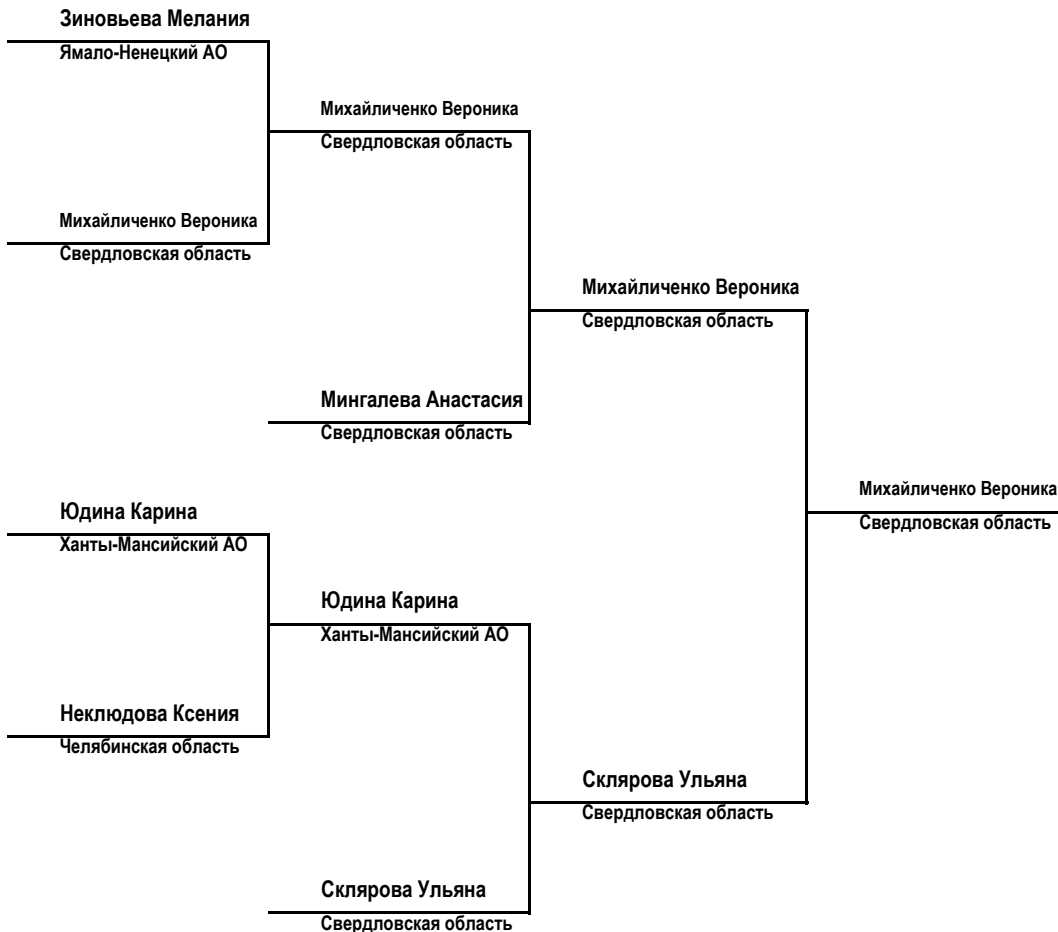 Зиновьева Мелания
Ямало-Ненецкий АО
Михайличенко Вероника
Свердловская область
Михайличенко Вероника
Свердловская область
Михайличенко Вероника
Свердловская область
Мингалева Анастасия
Свердловская область
Михайличенко Вероника
Свердловская область
Юдина Карина
Ханты-Мансийский АО
Юдина Карина
Ханты-Мансийский АО
Неклюдова Ксения
Челябинская область
Склярова Ульяна
Свердловская область
Склярова Ульяна
Свердловская область